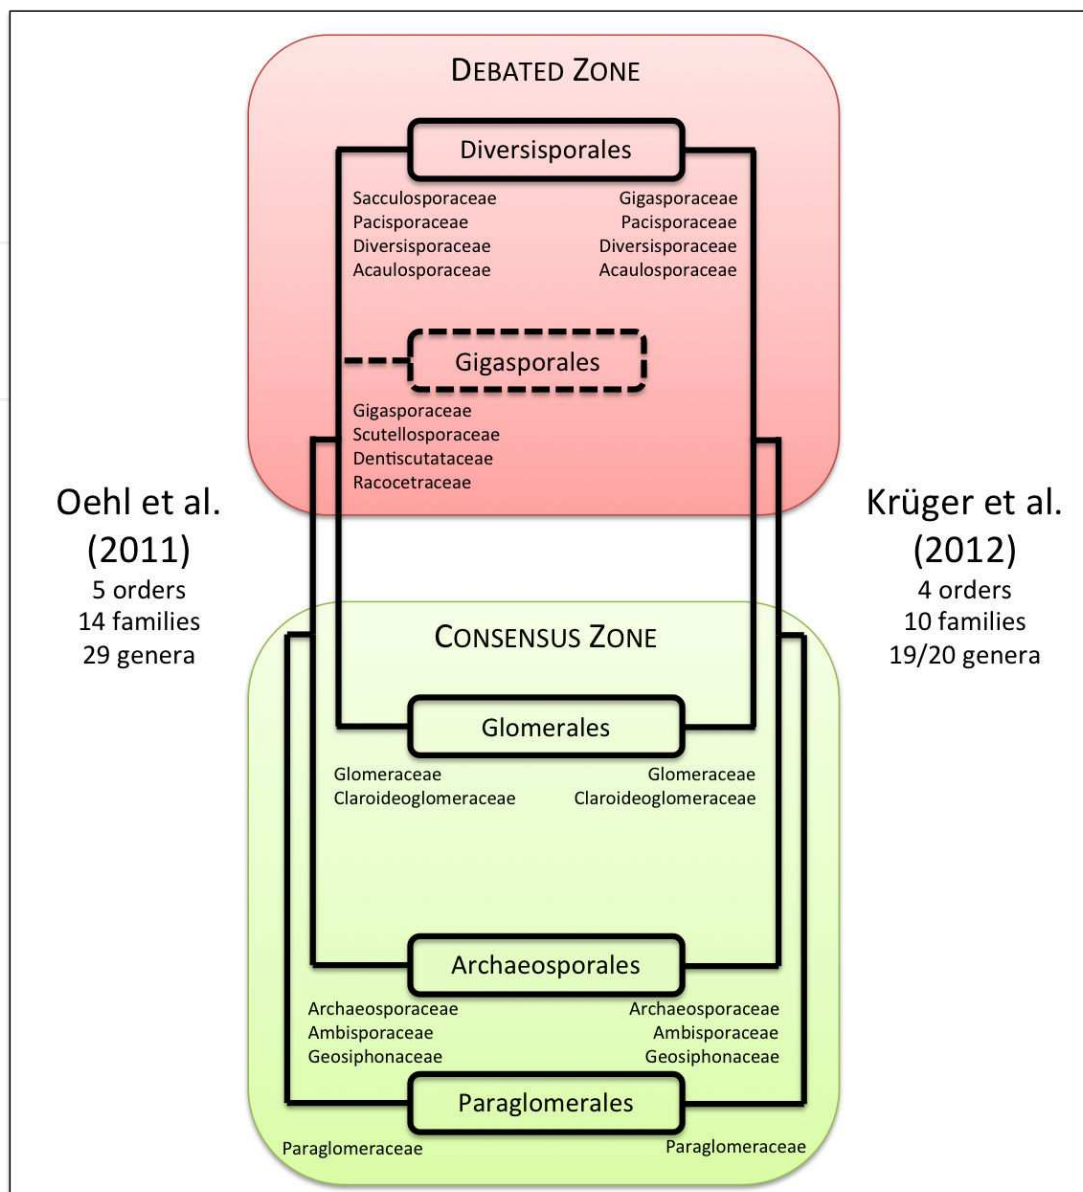 DEBATED ZONE
Diversisporales
Sacculosporaceae
Pacisporaceae
Diversisporaceae
Acaulosporaceae
Gigasporaceae
Pacisporaceae
Diversisporaceae
Acaulosporaceae
Gigasporales
Gigasporaceae
Scutellosporaceae
Dentiscutataceae
Racocetraceae
Oehl et al.
(2011)
5 orders
14 families
29 genera
Krüger et al.
(2012)
4 orders
10 families
19/20 genera
CONSENSUS ZONE
Glomerales
Glomeraceae
Claroideoglomeraceae
Glomeraceae
Claroideoglomeraceae
Archaeosporales
Archaeosporaceae
Ambisporaceae
Geosiphonaceae
Archaeosporaceae
Ambisporaceae
Geosiphonaceae
Paraglomerales
Paraglomeraceae
Paraglomeraceae